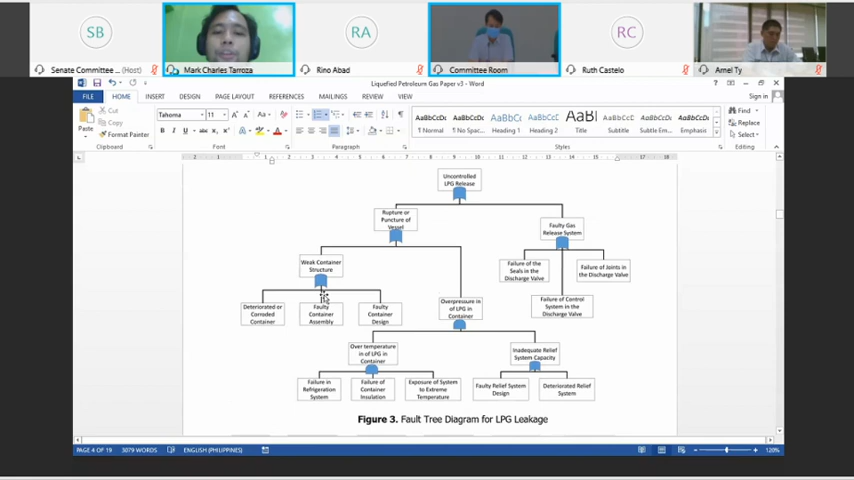 SB
RA
RC
Senate Committee ... (Host)
Mark Charles Tarroza
Rino Abad
Committee Room
Ruth Castelo
Arnel Ty
Liquefied Petroleum Gas Paper v3 - Word
Sign in
FILE HOME INSERT DESIGN PAGE LAYOUT REFERENCES MAILINGS REVIEW VIEW
Paste
Cut
Copy
Format Painter
Clipboard
Tahoma 11
Font
Paragraph
AaBbCcDc AaBbCcDc AaBbCc AaBbCc AaBl AaBbCcC AaBbCcDc AaBbCcDc
¶ Normal ¶ No Spac... Heading 1 Heading 2 Title Subtitle Subtle Em... Emphasis
Styles
Find
Replace
Select
Editing
Uncontrolled
LPG Release
Rupture or
Puncture of
Vessel
Faulty Gas
Release System
Weak Container
Structure
Failure of the
Seals in the
Discharge Valve
Failure of Joints in the
Discharge Valve
Deteriorated or
Corroded
Container
Faulty
Container
Assembly
Faulty
Container
Design
Overpressure in
of LPG in
Container
Failure of Control
System in the
Discharge Valve
Over temperature
in of LPG in
Container
Inadequate Relief
System Capacity
Failure in
Refrigeration
System
Failure of
Container
Insulation
Exposure of System
to Extreme
Temperature
Faulty Relief System
Design
Deteriorated Relief
System
Figure 3. Fault Tree Diagram for LPG Leakage
PAGE 4 OF 19 3079 WORDS ENGLISH (PHILIPPINES) 120%